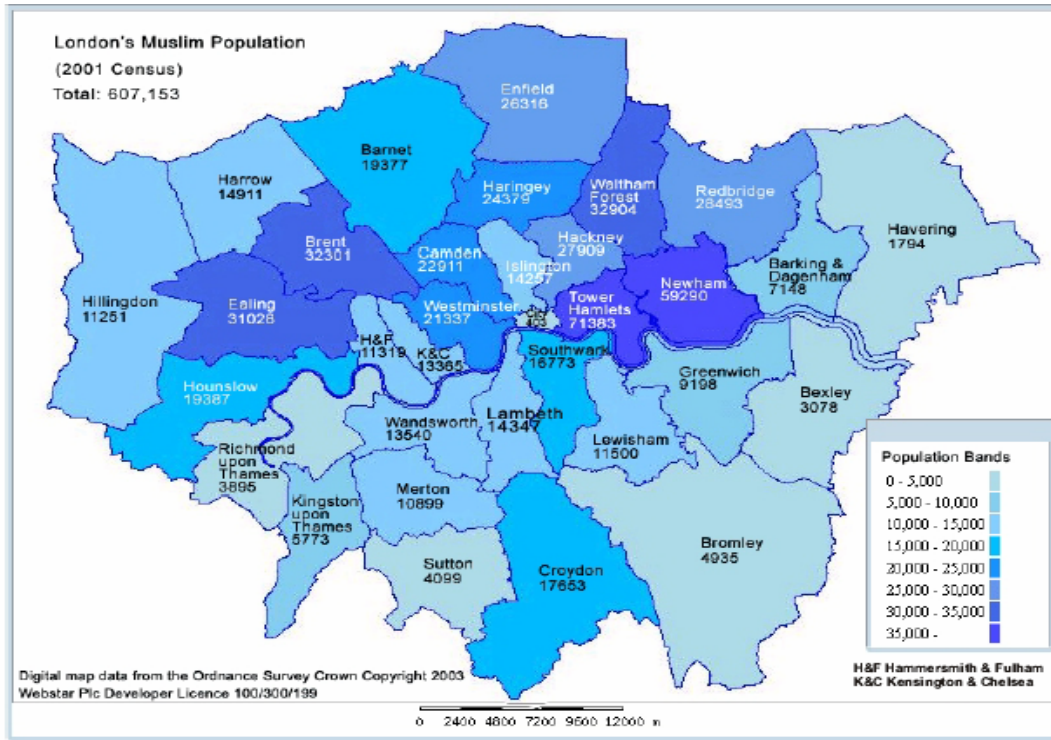 London's Muslim Population
(2001 Census)
Total: 607,153
Enfield
26316
Barnet
19377
Harrow
14911
Haringey
24379
Waltham
Forest
32904
Redbridge
28493
Havering
1794
Brent
32301
Camden
22911
Hackney
27909
Islington
14257
Barking &
Dagenham
7148
Hillingdon
11251
Ealing
31028
Westminster
21337
Tower
Hamlets
71383
Newham
59290
H&F
11319
K&C
13365
Southwark
16773
Hounslow
19387
Greenwich
9198
Bexley
3078
Wandsworth
13540
Lambeth
14347
Lewisham
11500
Richmond
upon
Thames
3895
Kingston
upon
Thames
5773
Merton
10899
Sutton
4099
Croydon
17653
Bromley
4935
Population Bands
0 - 5,000
5,000 - 10,000
10,000 - 15,000
15,000 - 20,000
20,000 - 25,000
25,000 - 30,000
30,000 - 35,000
35,000 -
H&F Hammersmith & Fulham
K&C Kensington & Chelsea
Digital map data from the Ordnance Survey Crown Copyright 2003
Webstar Plc Developer Licence 100/300/199
0 2400 4800 7200 9600 12000 m